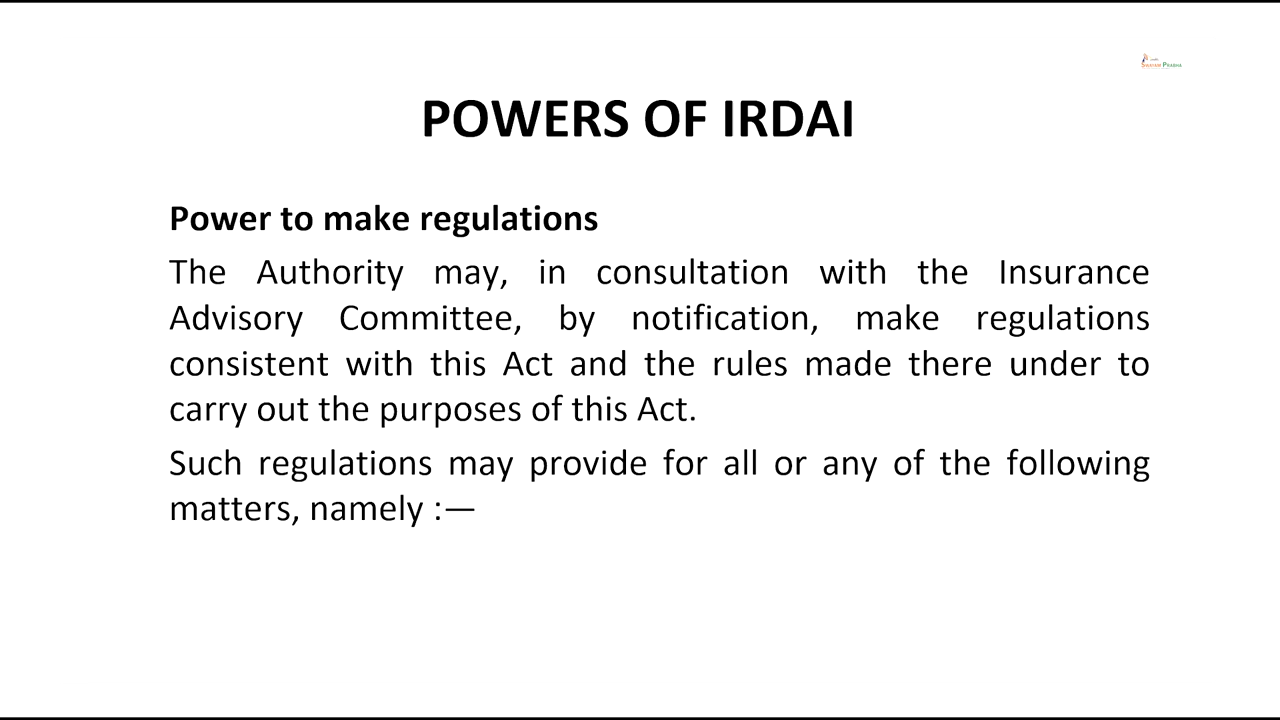 SWAYAM PRABHA
POWERS OF IRDAI
Power to make regulations
The Authority may, in consultation with the Insurance
Advisory Committee, by notification, make regulations
consistent with this Act and the rules made there under to
carry out the purposes of this Act.
Such regulations may provide for all or any of the following
matters, namely :—